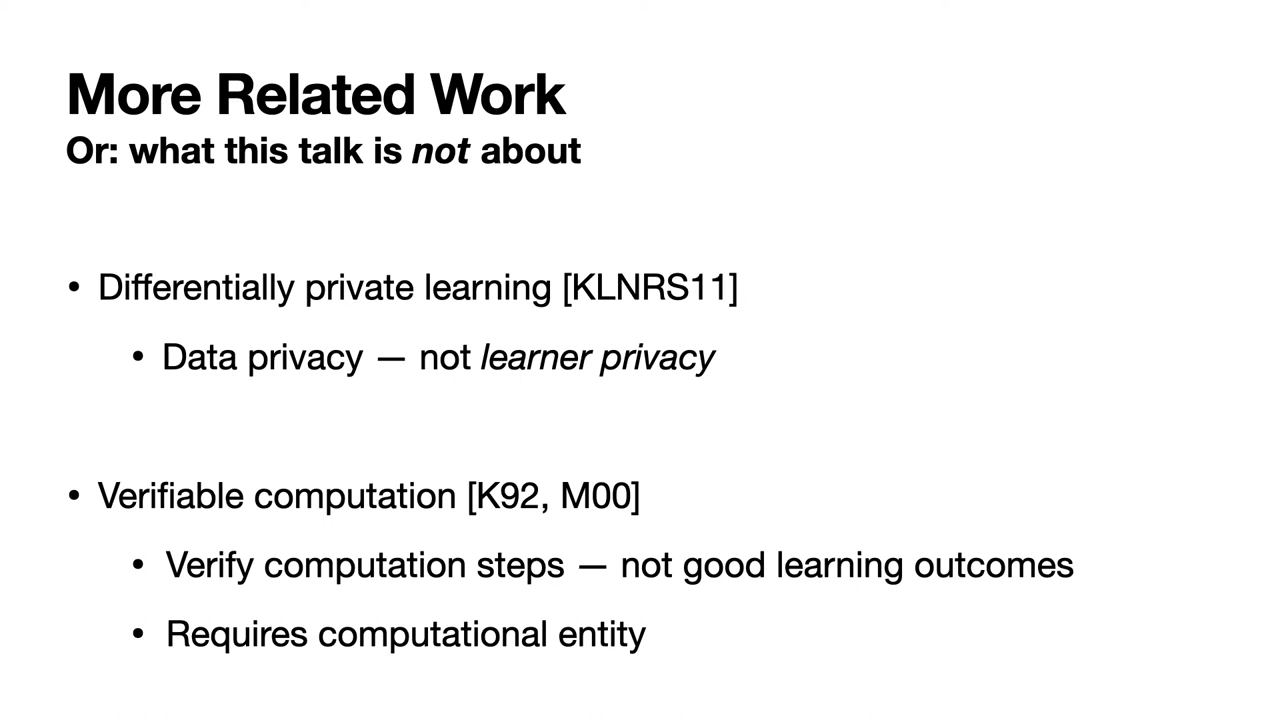 More Related Work
Or: what this talk is not about
• Differentially private learning [KLNRS11]
• Data privacy — not learner privacy
• Verifiable computation [K92, M00]
• Verify computation steps — not good learning outcomes
• Requires computational entity